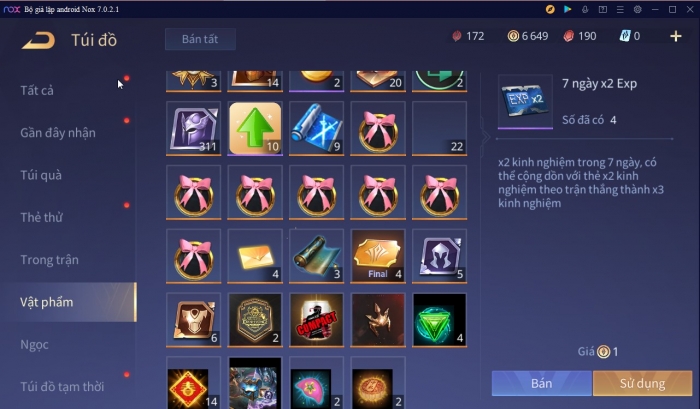 nox Bộ giả lập android Nox 7.0.2.1
Túi đồ
Bán tất
172
6 649
190
0
Tất cả
Gần đây nhận
Túi quà
Thẻ thử
Trong trận
Vật phẩm
Ngọc
Túi đồ tạm thời
3
14
2
20
2
311
10
9
22
4
3
Final 4
5
6
2
COMPACT
4
春 14
2
2
EXP x2
7 ngày x2 Exp
Số đã có 4
x2 kinh nghiệm trong 7 ngày, có
thể cộng dồn với thẻ x2 kinh
nghiệm theo trận thắng thành x3
kinh nghiệm
Giá 1
Bán
Sử dụng